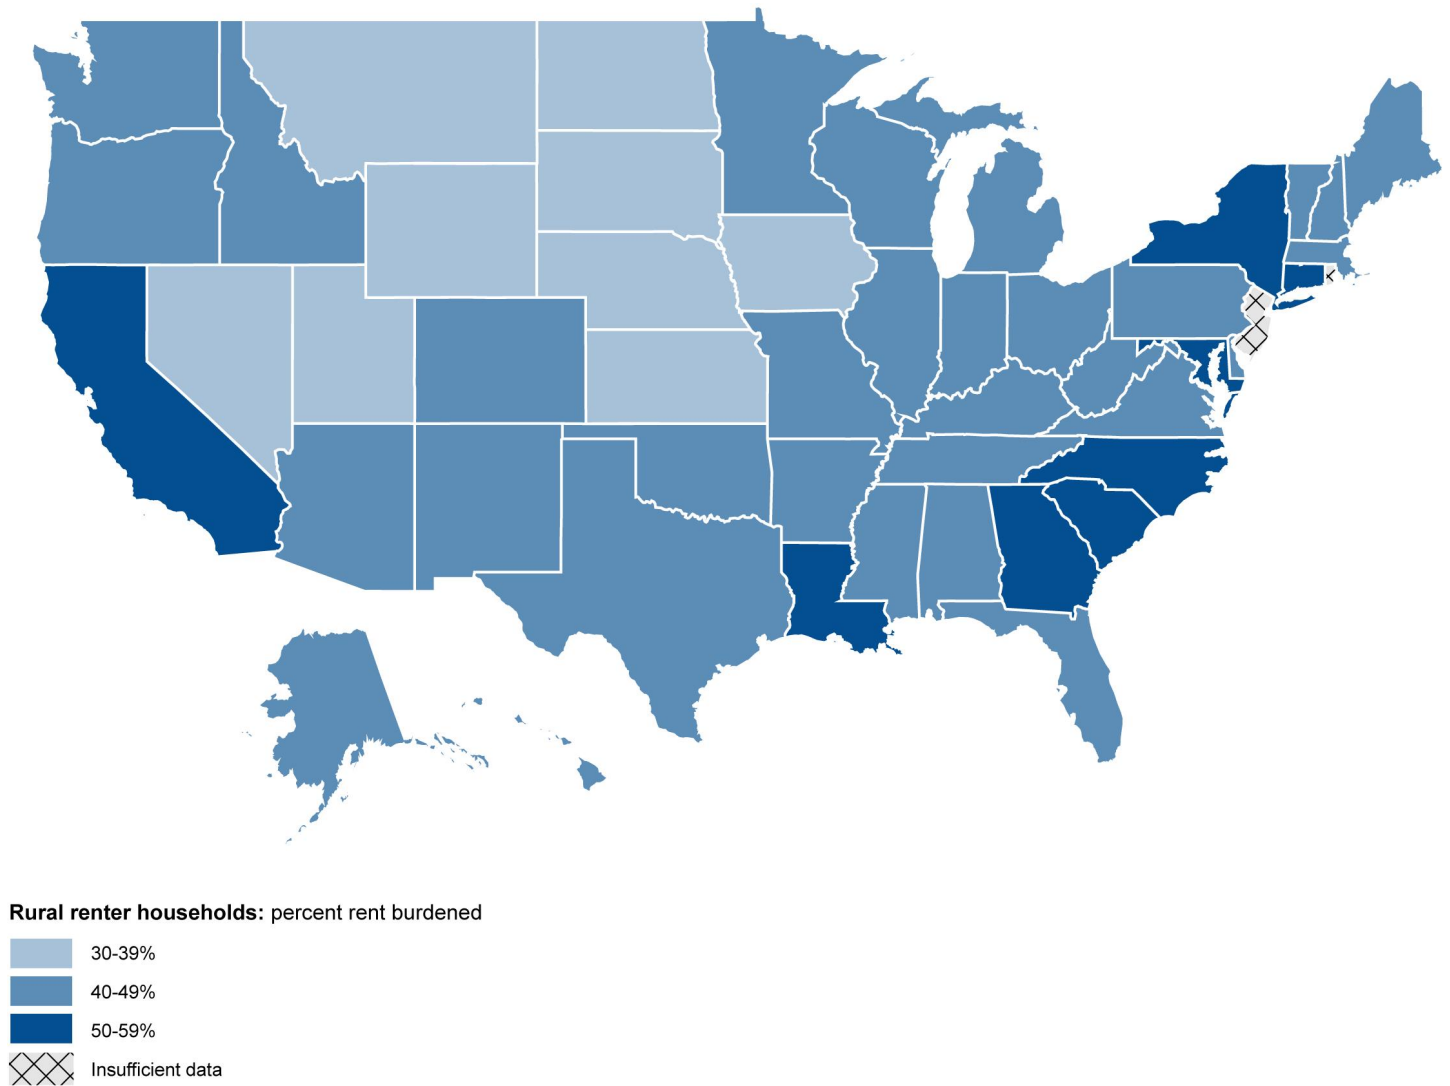 Rural renter households: percent rent burdened
30-39%
40-49%
50-59%
Insufficient data